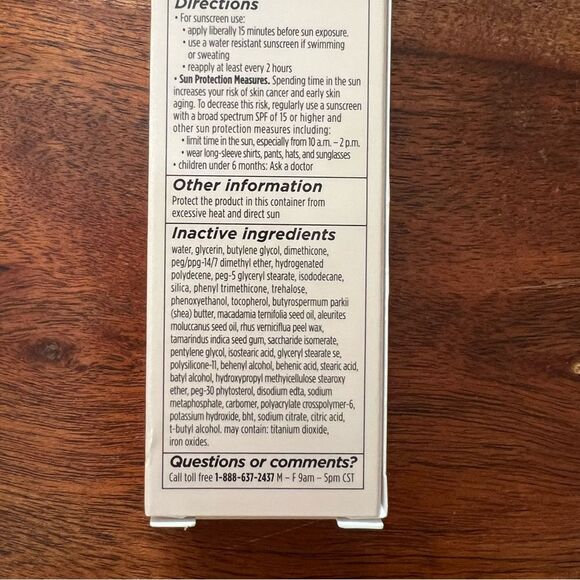 Directions
• For sunscreen use:
• apply liberally 15 minutes before sun exposure.
• use a water resistant sunscreen if swimming
or sweating
• reapply at least every 2 hours
• Sun Protection Measures. Spending time in the sun
increases your risk of skin cancer and early skin
aging. To decrease this risk, regularly use a sunscreen
with a broad spectrum SPF of 15 or higher and
other sun protection measures including:
• limit time in the sun, especially from 10 a.m. – 2 p.m.
• wear long-sleeve shirts, pants, hats, and sunglasses
• children under 6 months: Ask a doctor
Other information
Protect the product in this container from
excessive heat and direct sun
Inactive ingredients
water, glycerin, butylene glycol, dimethicone,
peg/ppg-14/7 dimethyl ether, hydrogenated
polydecene, peg-5 glyceryl stearate, isododecane,
silica, phenyl trimethicone, trehalose,
phenoxyethanol, tocopherol, butyrospermum parkii
(shea) butter, macadamia ternifolia seed oil, aleurites
moluccanus seed oil, rhus verniciflua peel wax,
tamarindus indica seed gum, saccharide isomerate,
pentylene glycol, isostearic acid, glyceryl stearate se,
polysilicone-11, behenyl alcohol, behenic acid, stearic acid,
batyl alcohol, hydroxypropyl methyicellulose stearoxy
ether, peg-30 phytosterol, disodium edta, sodium
metaphosphate, carbomer, polyacrylate crosspolymer-6,
potassium hydroxide, bht, sodium citrate, citric acid,
t-butyl alcohol. may contain: titanium dioxide,
iron oxides.
Questions or comments?
Call toll free 1-888-637-2437 M – F 9am – 5pm CST